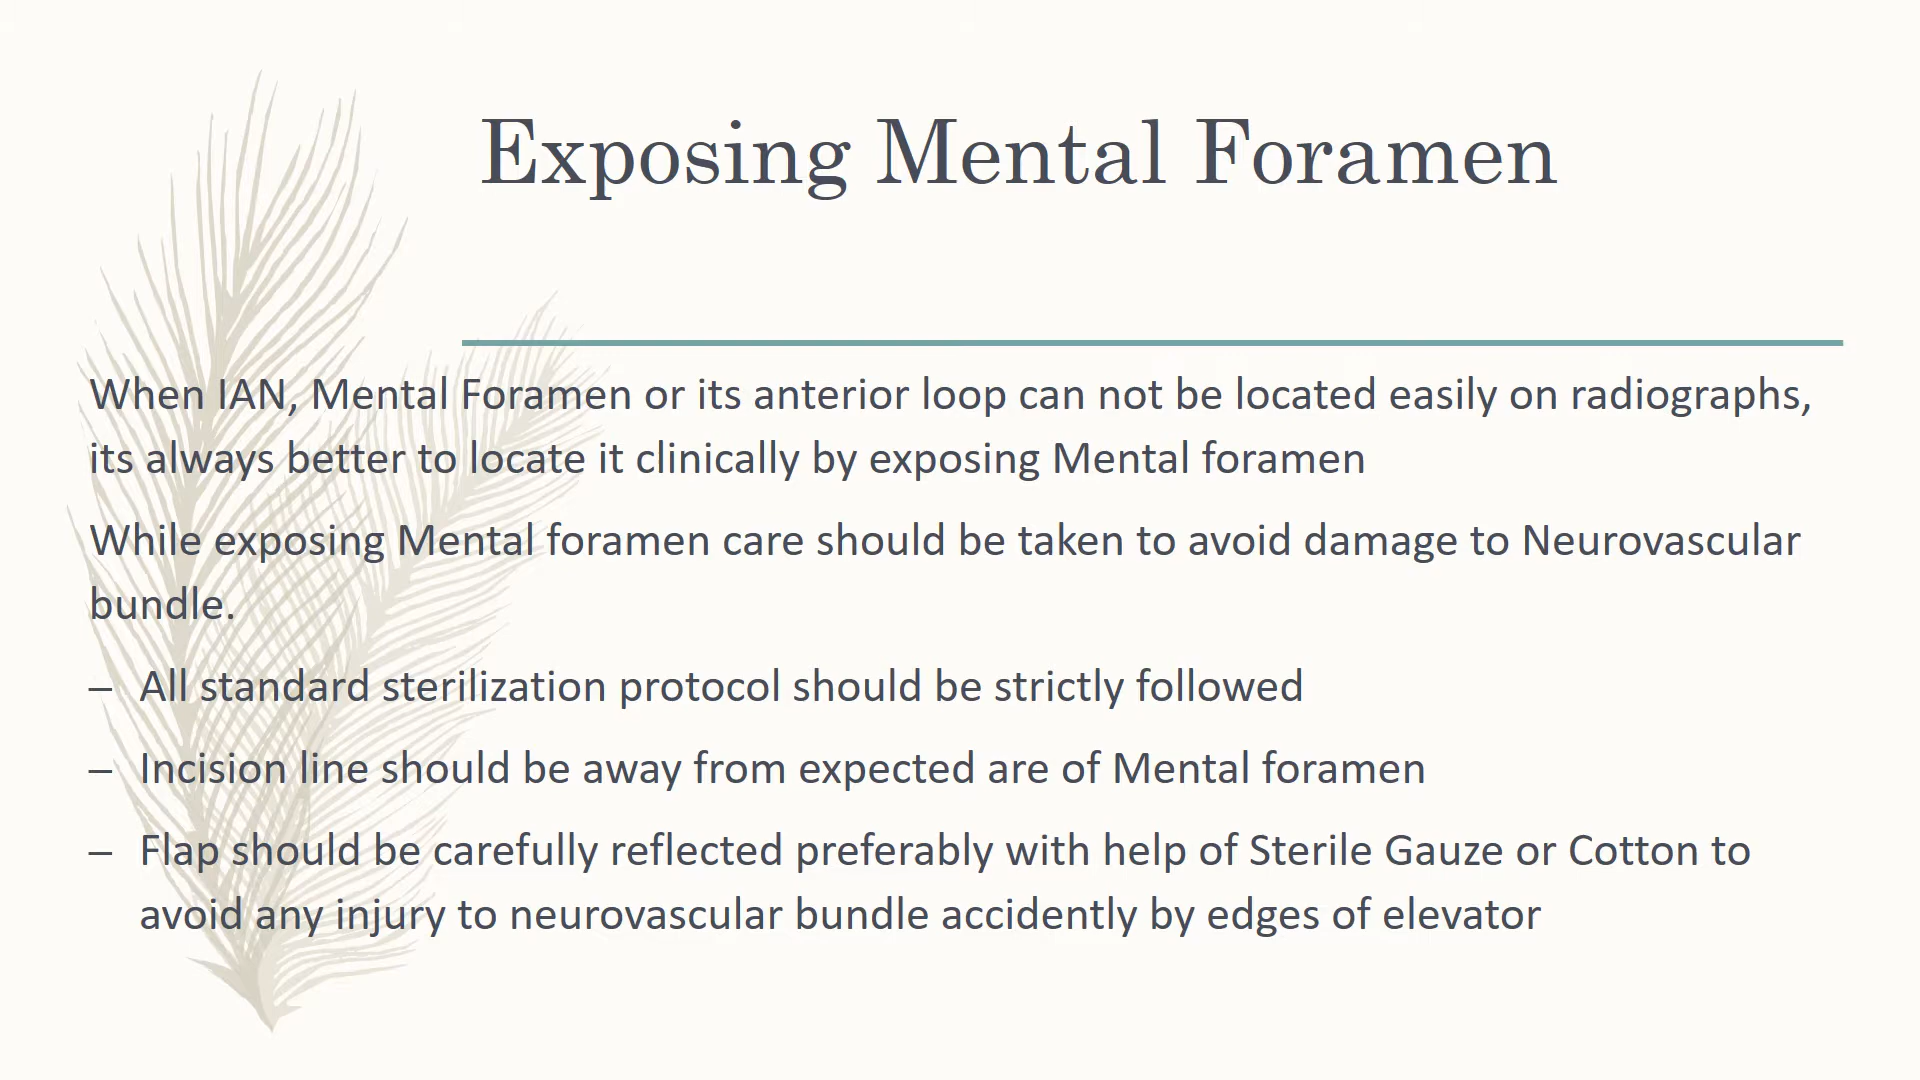 Exposing Mental Foramen
When IAN, Mental Foramen or its anterior loop can not be located easily on radiographs,
its always better to locate it clinically by exposing Mental foramen
While exposing Mental foramen care should be taken to avoid damage to Neurovascular
bundle.
– All standard sterilization protocol should be strictly followed
– Incision line should be away from expected are of Mental foramen
– Flap should be carefully reflected preferably with help of Sterile Gauze or Cotton to
avoid any injury to neurovascular bundle accidently by edges of elevator